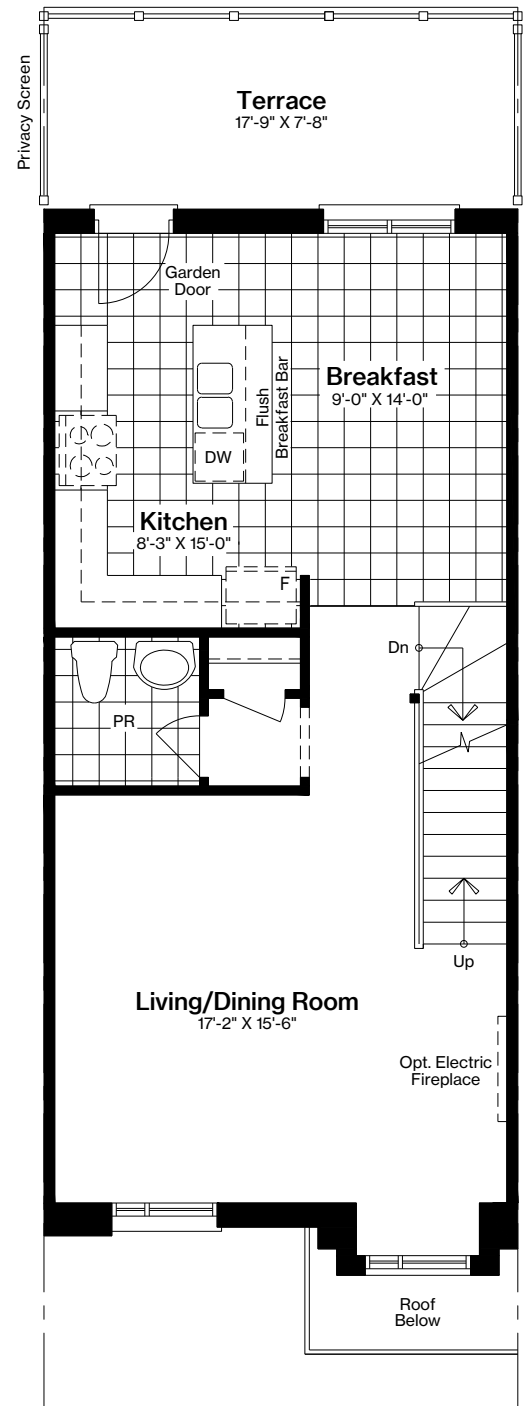 Privacy Screen
Terrace
17'-9" X 7'-8"
Garden
Door
Flush
Breakfast Bar
Breakfast
9'-0" X 14'-0"
DW
Kitchen
8'-3" X 15'-0"
F
Dn
PR
Up
Living/Dining Room
17'-2" X 15'-6"
Opt. Electric
Fireplace
Roof
Below